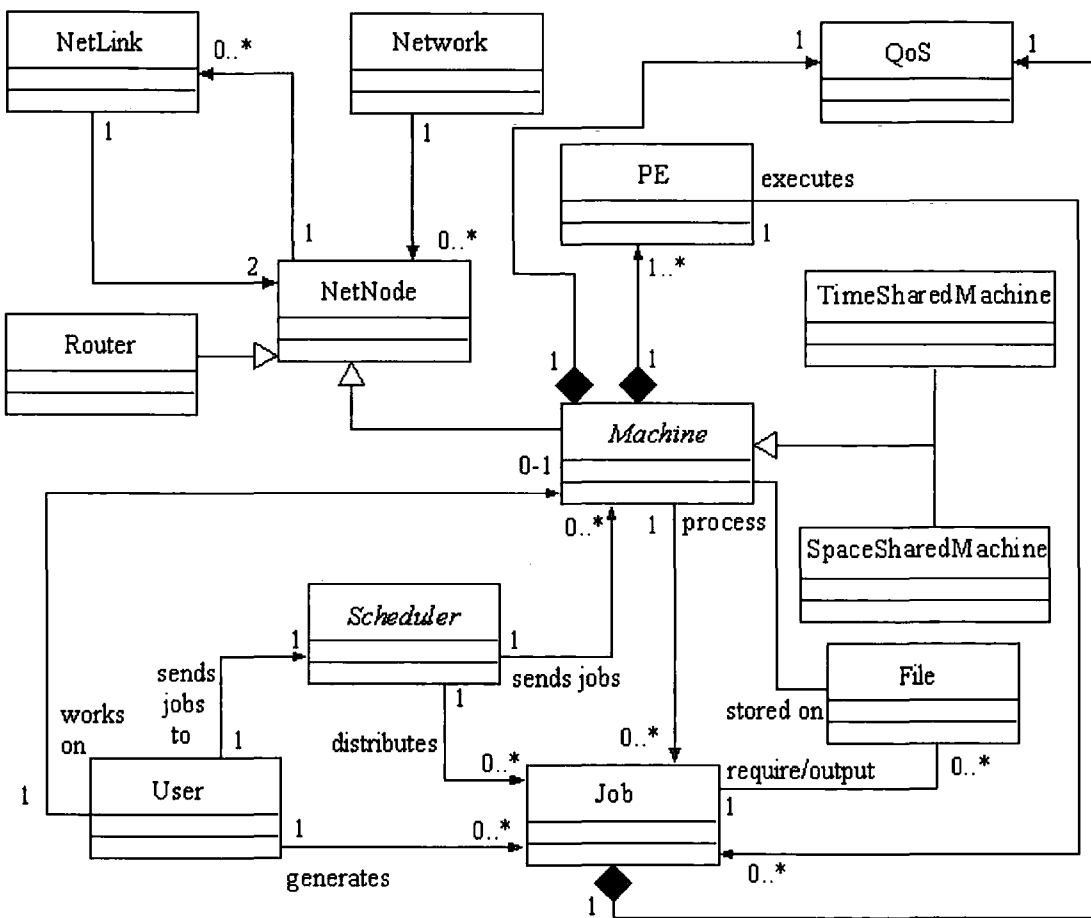 NetLink
Network
QoS
0..*
1
1
1
1
PE
executes
1
1
0..*
1..*
2
NetNode
TimeSharedMachine
Router
1
1
Machine
0-1
0..*
1
process
SpaceSharedMachine
Scheduler
1
1
sends jobs
File
sends
jobs
to
1
stored on
works
on
distributes
1
0..*
0..*
require/output
0..*
User
Job
1
1
1
0..*
generates
0..*
1